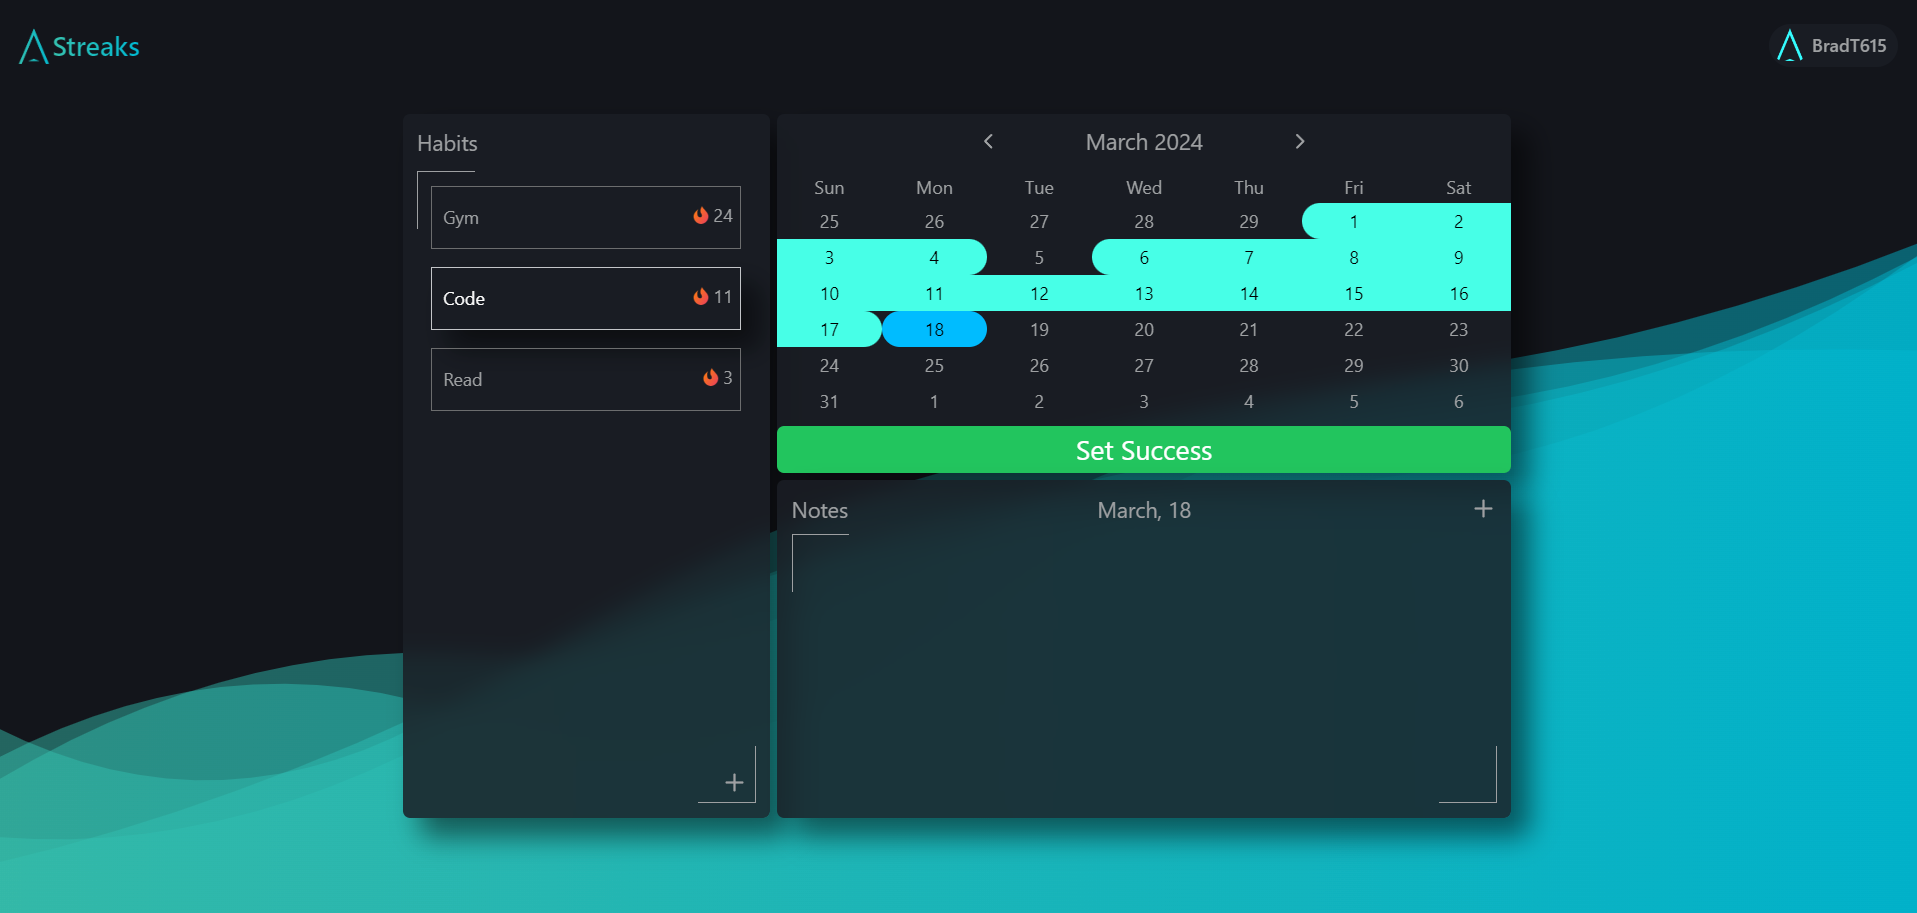 Streaks
BradT615
Habits
Gym 24
Code 11
Read 3
March 2024
Sun Mon Tue Wed Thu Fri Sat
25 26 27 28 29 1 2
3 4 5 6 7 8 9
10 11 12 13 14 15 16
17 18 19 20 21 22 23
24 25 26 27 28 29 30
31 1 2 3 4 5 6
Set Success
Notes March, 18